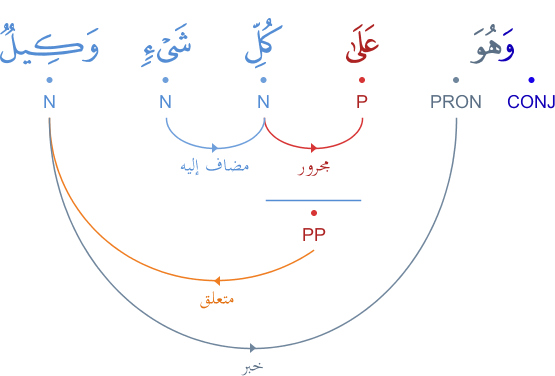 وَهُوَ عَلَىٰ كُلِّ شَىْءٍ وَكِيلٌ
CONJ PRON P N N N
مجرور مضاف إليه
PP
متعلق
خبر